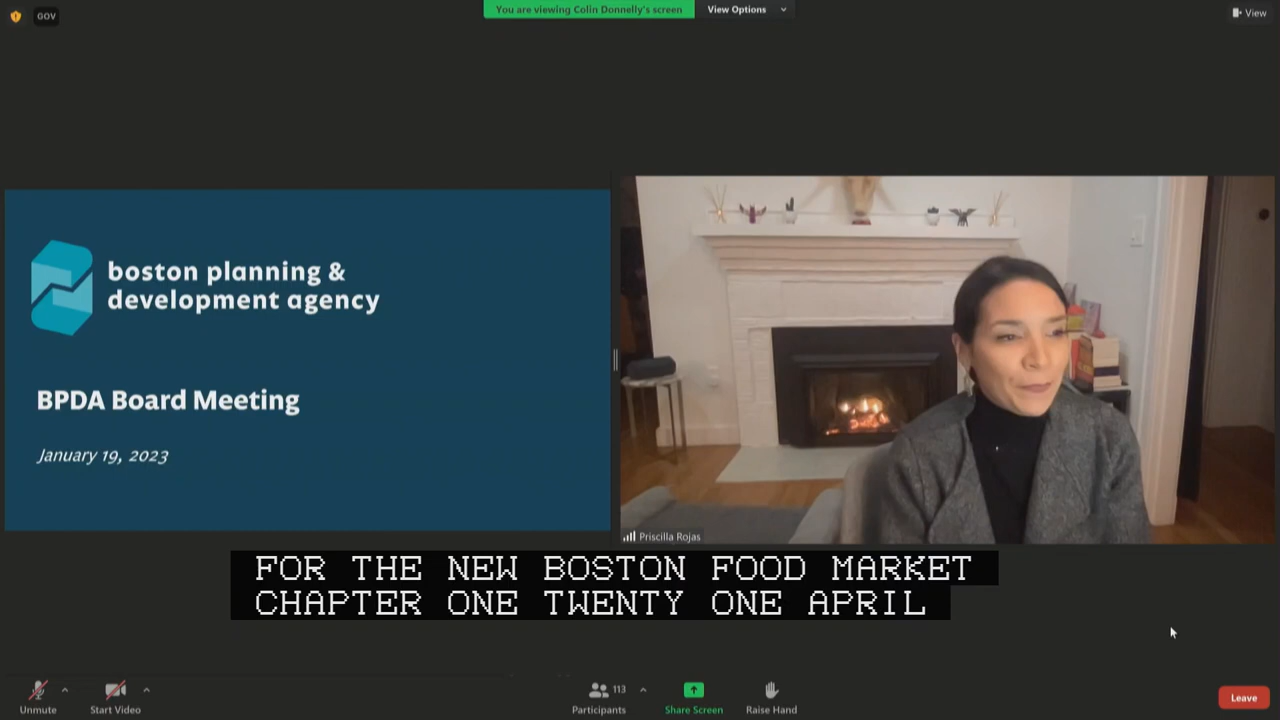 GOV
You are viewing Colin Donnelly's screen
View Options
View
boston planning &
development agency
BPDA Board Meeting
January 19, 2023
Priscilla Rojas
FOR THE NEW BOSTON FOOD MARKET
CHAPTER ONE TWENTY ONE APRIL
Unmute
Start Video
113
Participants
Share Screen
Raise Hand
Leave